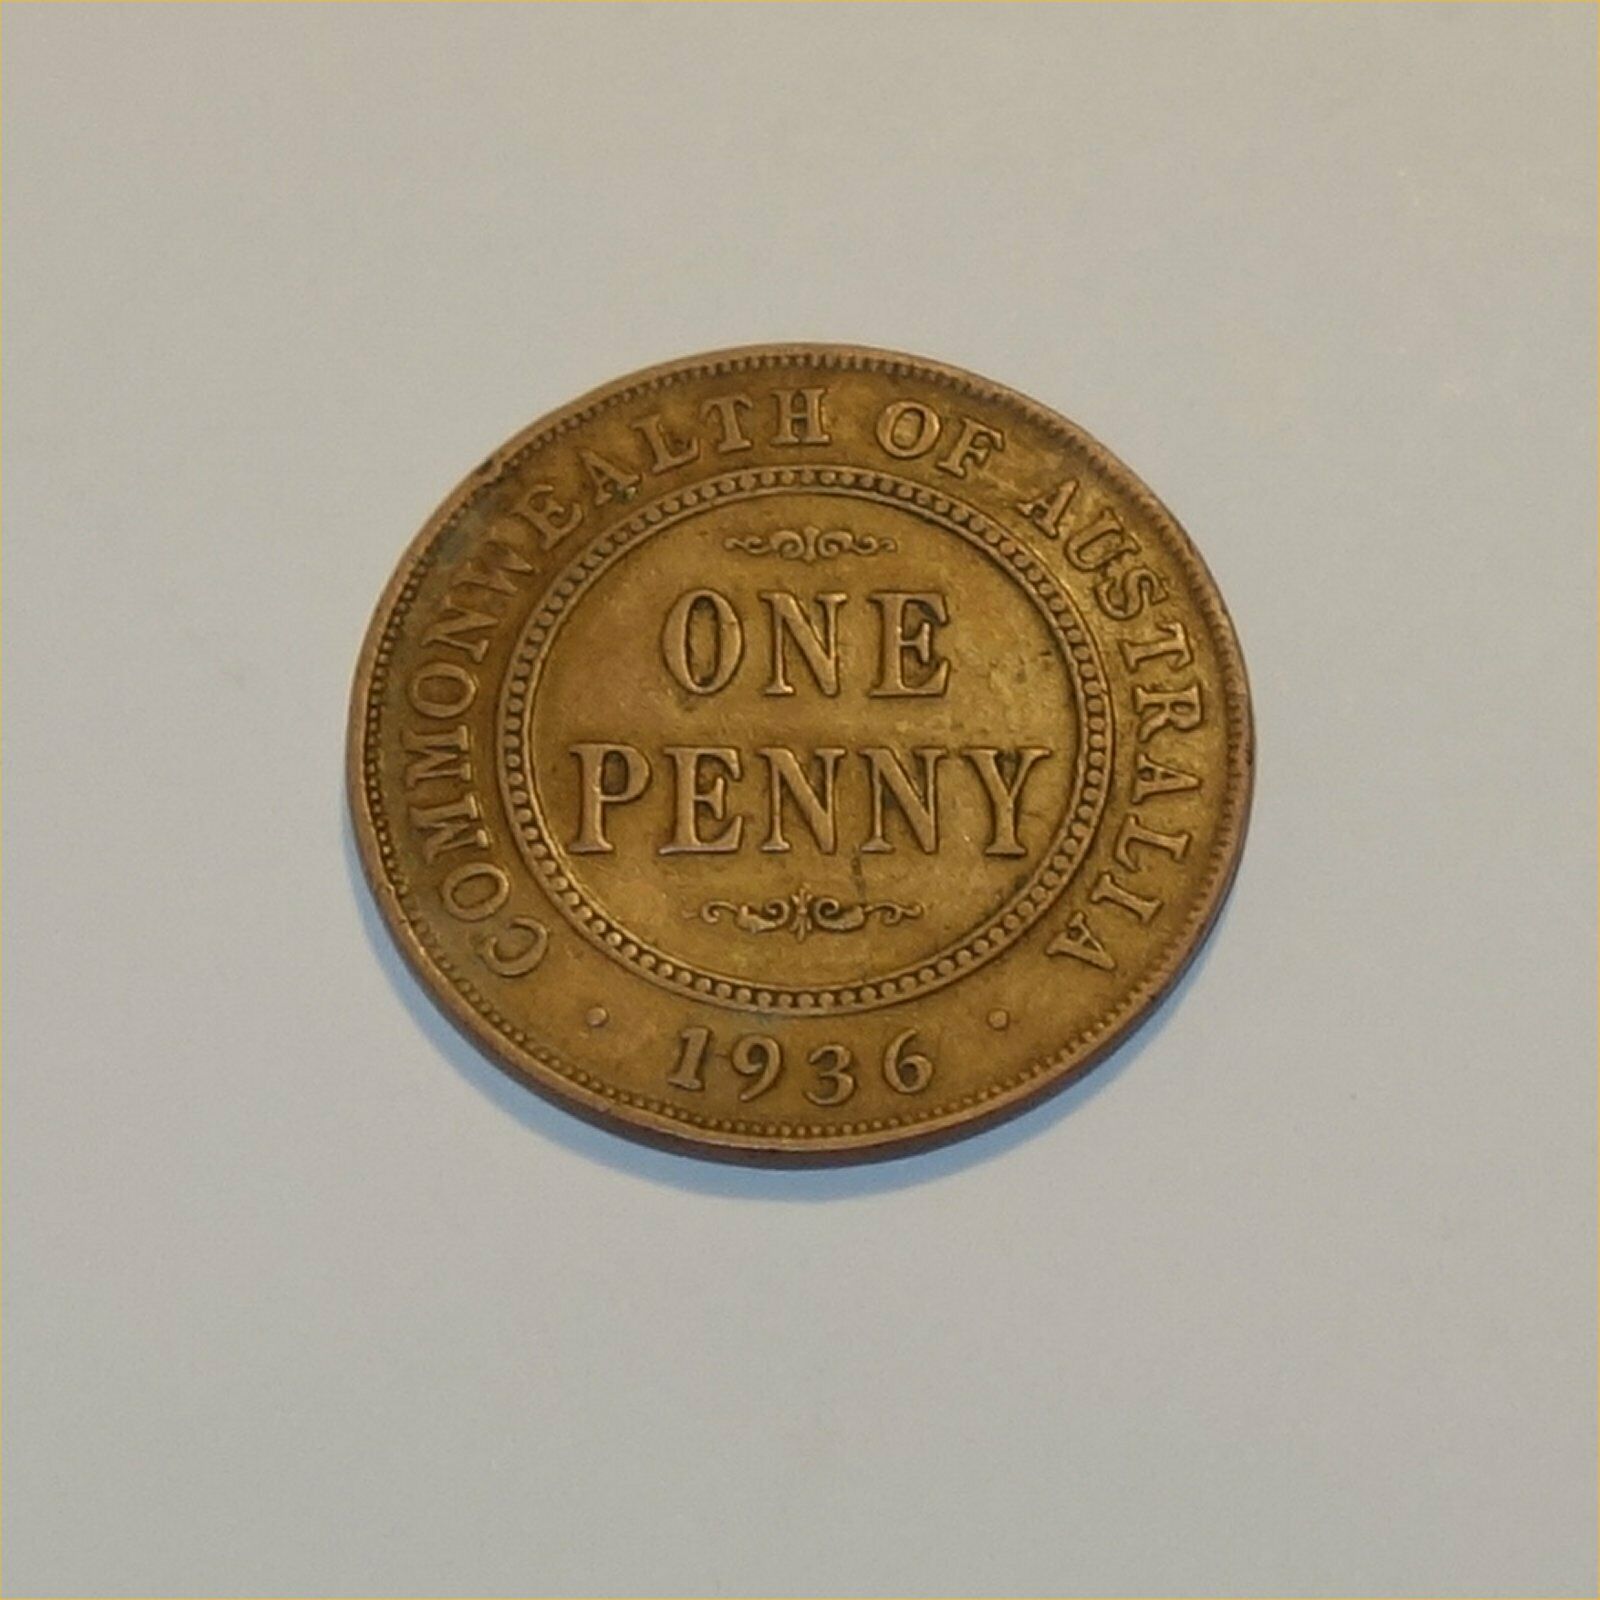 COMMONWEALTH OF AUSTRALIA
ONE
PENNY
· 1936 ·